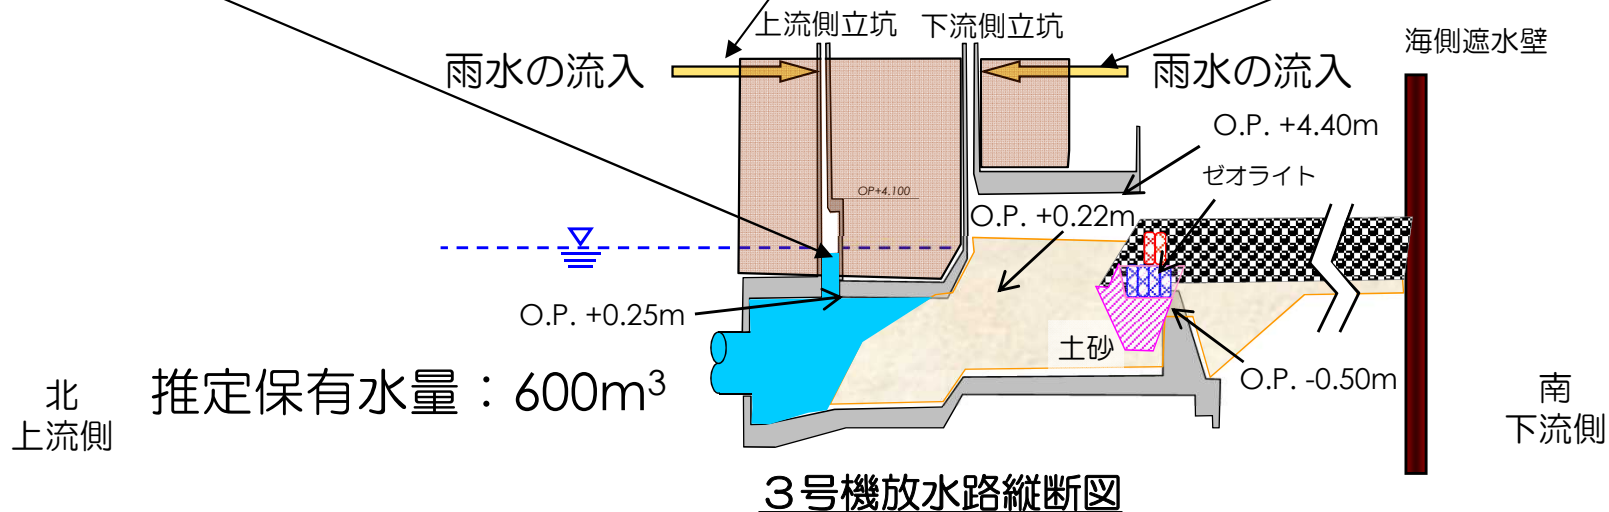 上流側立坑
下流側立坑
海側遮水壁
雨水の流入
雨水の流入
O.P. +4.40m
ゼオライト
OP+4.100
O.P. +0.22m
O.P. +0.25m
土砂
O.P. -0.50m
推定保有水量：600m³
北
上流側
南
下流側
３号機放水路縦断図